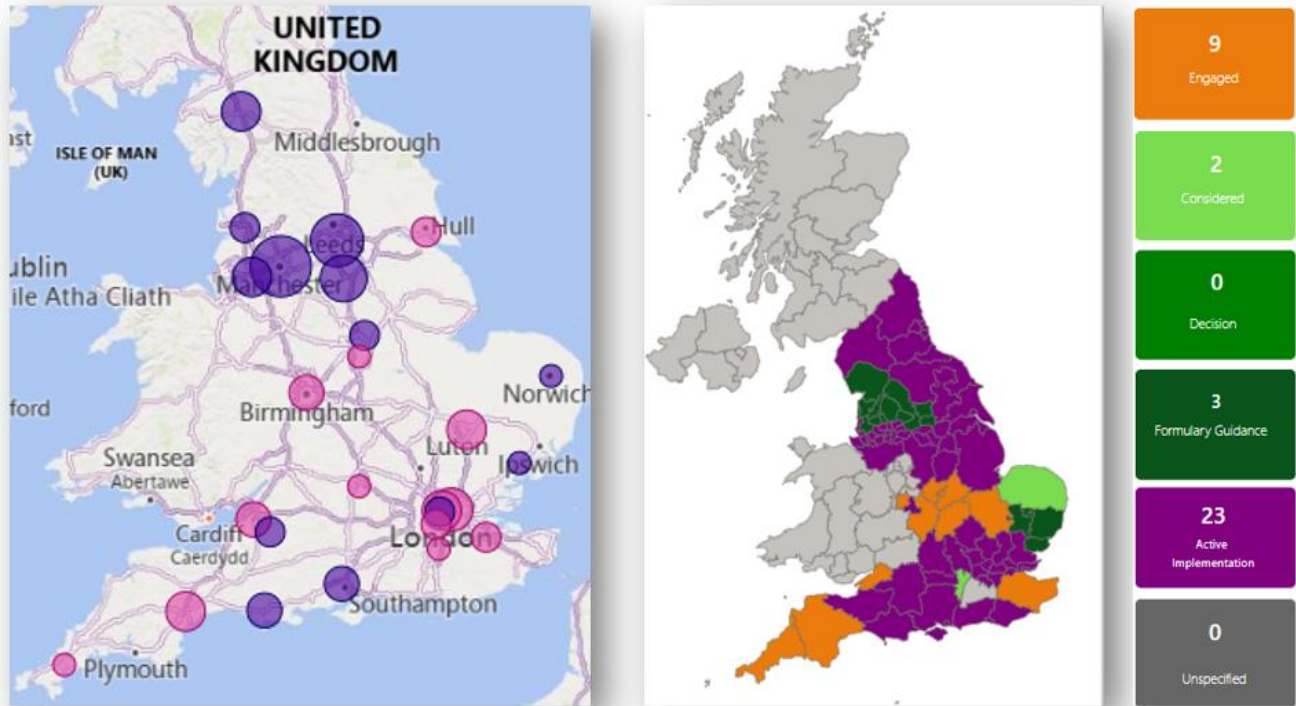 UNITED
KINGDOM
Middlesbrough
ISLE OF MAN
(UK)
Hull
Leeds
ublin
Manchester
ile Atha Cliath
Norwich
ford
Birmingham
Luton
Swansea
Ipswich
Abertawe
Cardiff
London
Caerdydd
Southampton
Plymouth
9
Engaged
2
Considered
0
Decision
3
Formulary Guidance
23
Active
Implementation
0
Unspecified